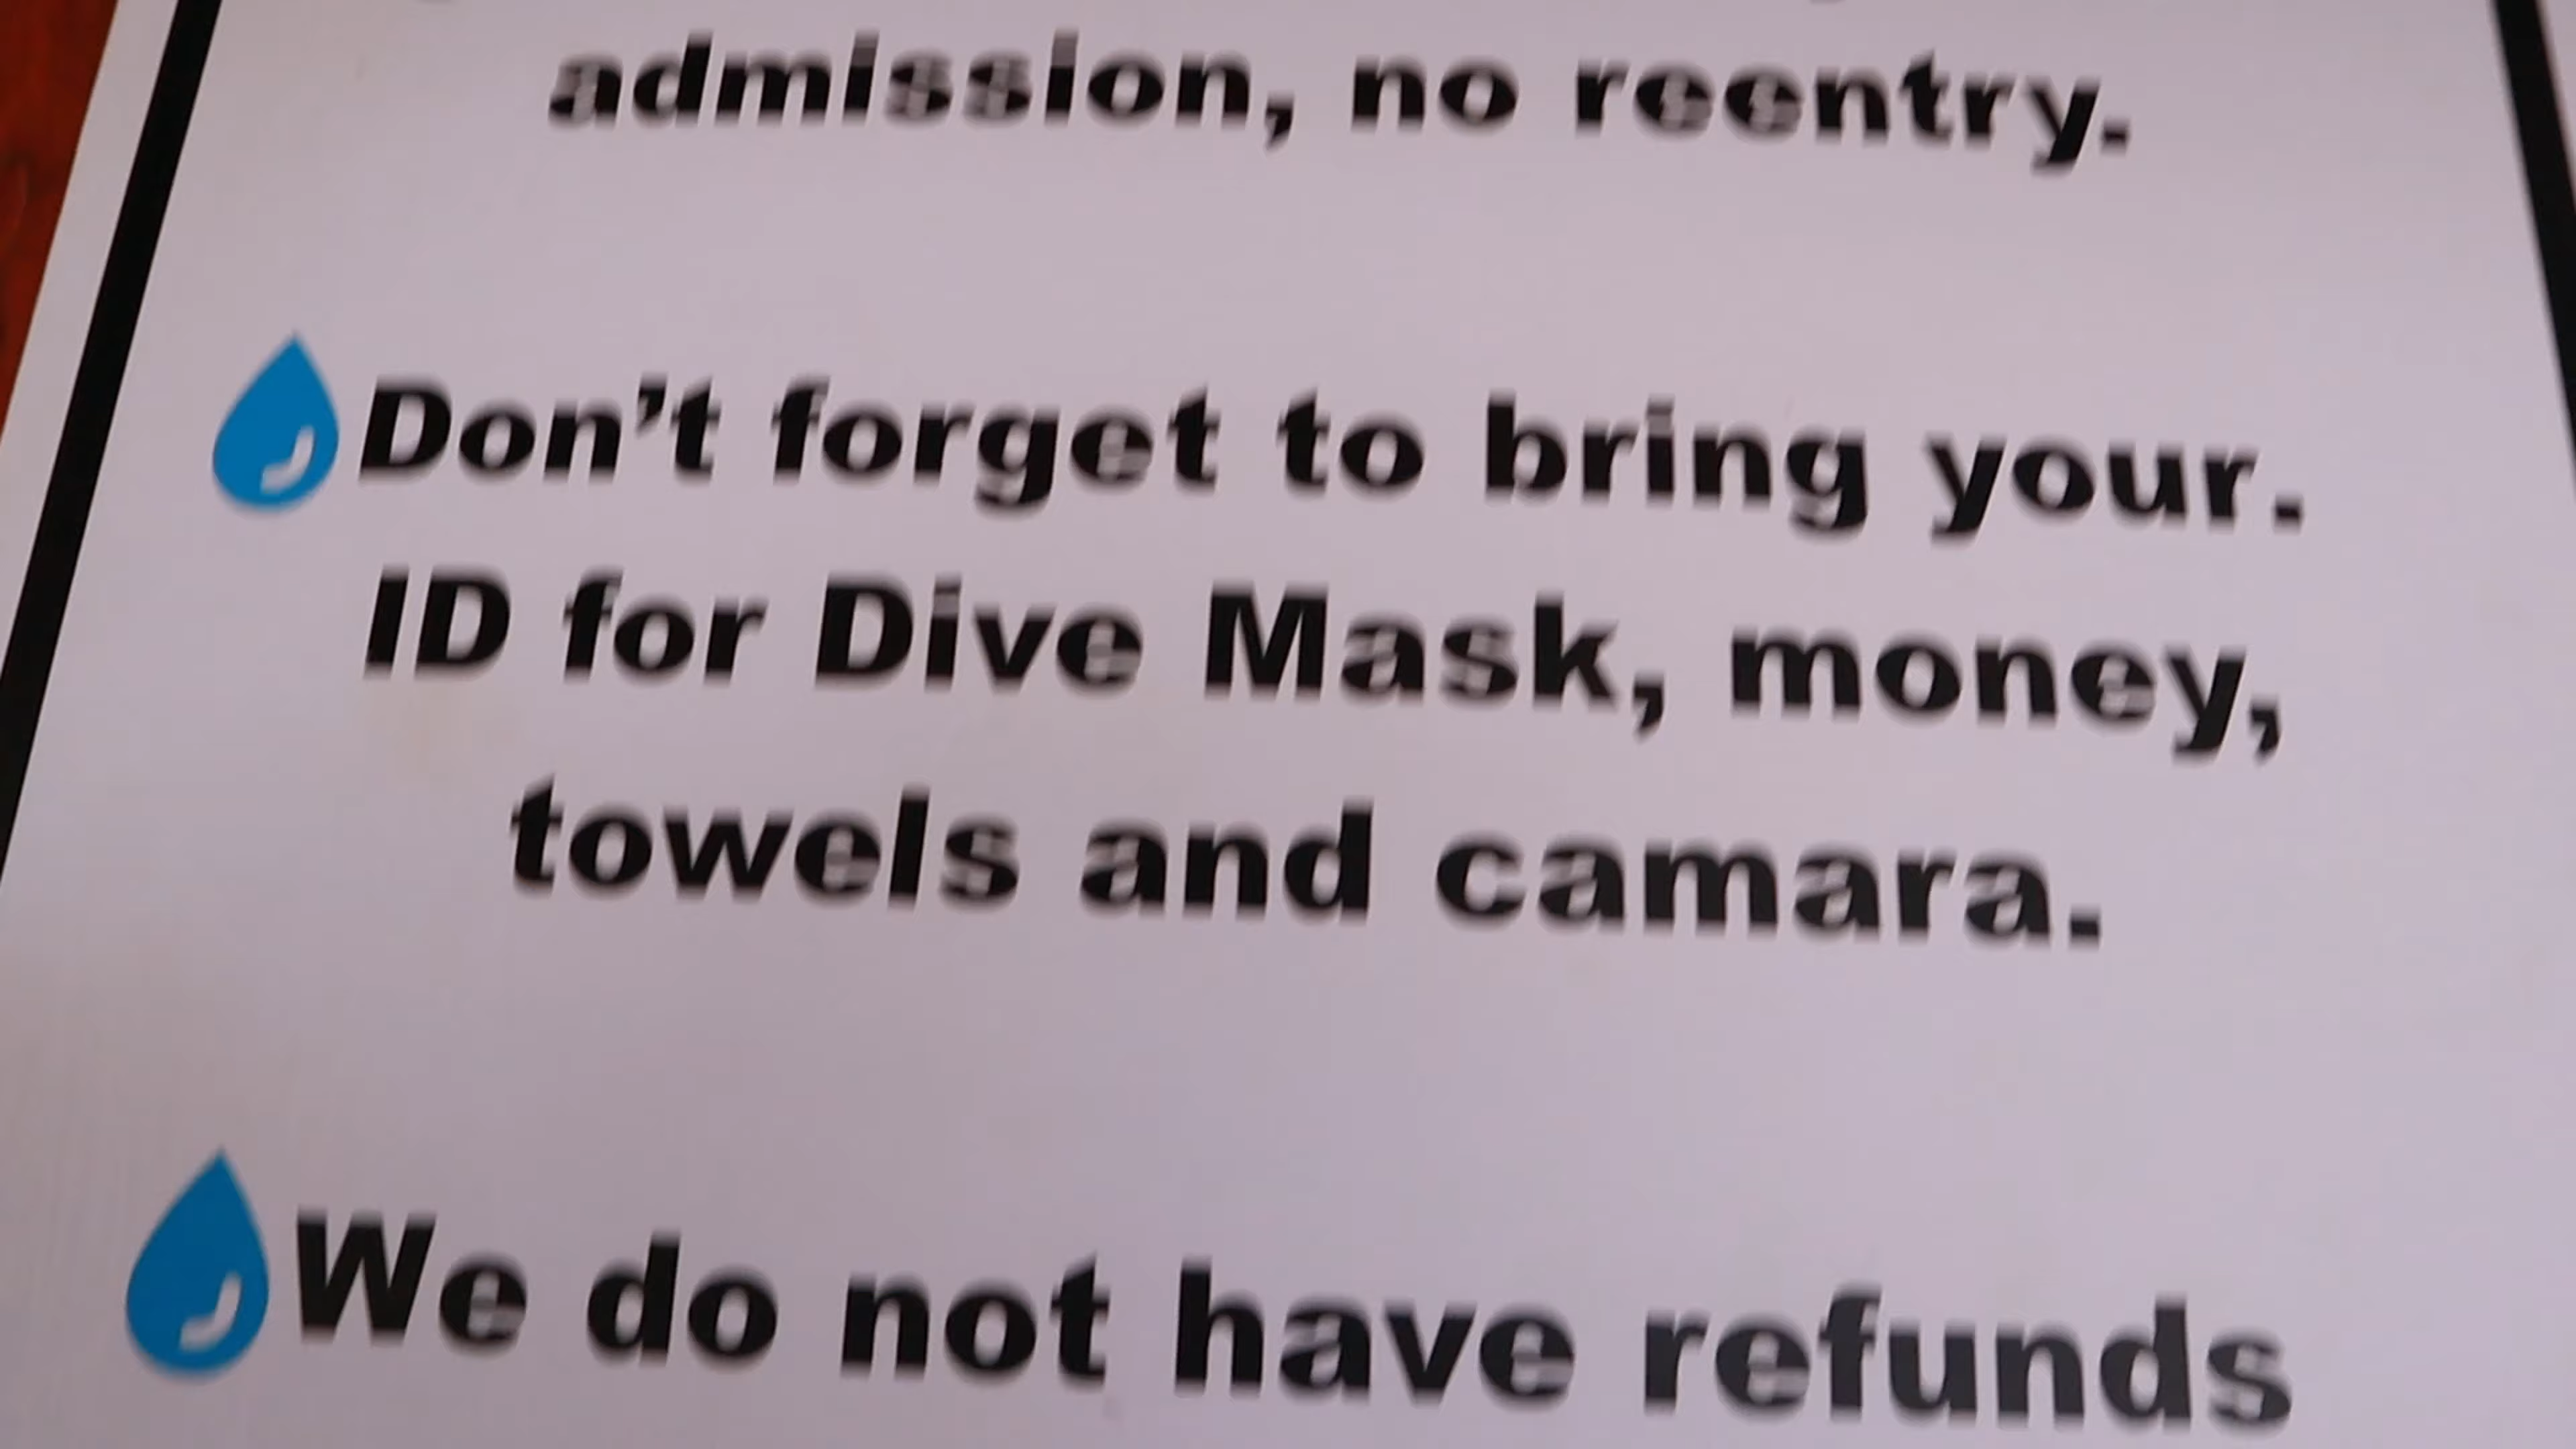 admission, no reentry.
Don't forget to bring your.
ID for Dive Mask, money,
towels and camara.
We do not have refunds